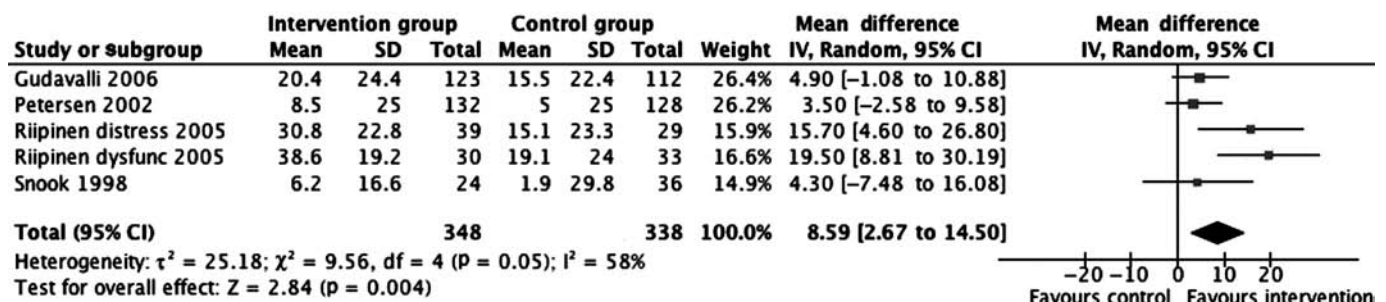 Intervention group Control group Mean difference Mean difference
Study or subgroup Mean SD Total Mean SD Total Weight IV, Random, 95% CI IV, Random, 95% CI
Gudavalli 2006 20.4 24.4 123 15.5 22.4 112 26.4% 4.90 [−1.08 to 10.88]
Petersen 2002 8.5 25 132 5 25 128 26.2% 3.50 [−2.58 to 9.58]
Riipinen distress 2005 30.8 22.8 39 15.1 23.3 29 15.9% 15.70 [4.60 to 26.80]
Riipinen dysfunc 2005 38.6 19.2 30 19.1 24 33 16.6% 19.50 [8.81 to 30.19]
Snook 1998 6.2 16.6 24 1.9 29.8 36 14.9% 4.30 [−7.48 to 16.08]
Total (95% CI) 348 338 100.0% 8.59 [2.67 to 14.50]
Heterogeneity: τ² = 25.18; χ² = 9.56, df = 4 (p = 0.05); I² = 58%
−20 −10 0 10 20
Test for overall effect: Z = 2.84 (p = 0.004)
Favours control Favours intervention